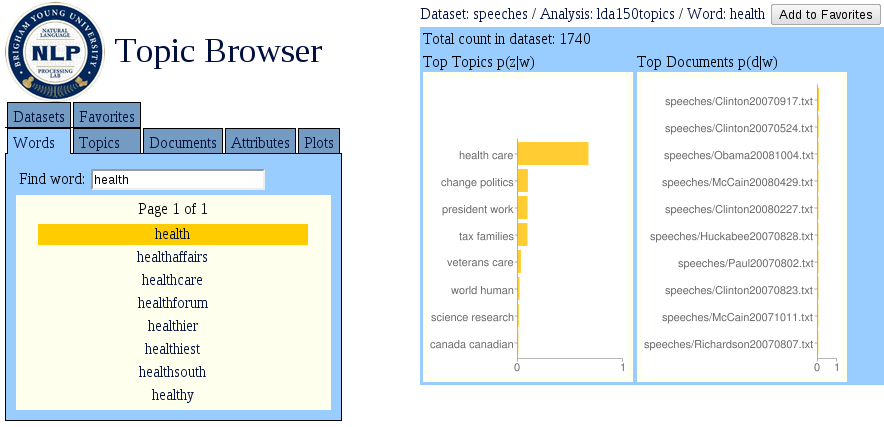 BRIGHAM YOUNG UNIVERSITY
NATURAL LANGUAGE
NLP
PROCESSING LAB
Topic Browser
Datasets Favorites
Words Topics Documents Attributes Plots
Find word: health
Page 1 of 1
health
healthaffairs
healthcare
healthforum
healthier
healthiest
healthsouth
healthy
Dataset: speeches / Analysis: lda150topics / Word: health Add to Favorites
Total count in dataset: 1740
Top Topics p(z|w)
health care
change politics
president work
tax families
veterans care
world human
science research
canada canadian
0 1
Top Documents p(d|w)
speeches/Clinton20070917.txt
speeches/Clinton20070524.txt
speeches/Obama20081004.txt
speeches/McCain20080429.txt
speeches/Clinton20080227.txt
speeches/Huckabee20070828.txt
speeches/Paul20070802.txt
speeches/Clinton20070823.txt
speeches/McCain20071011.txt
speeches/Richardson20070807.txt
0 1